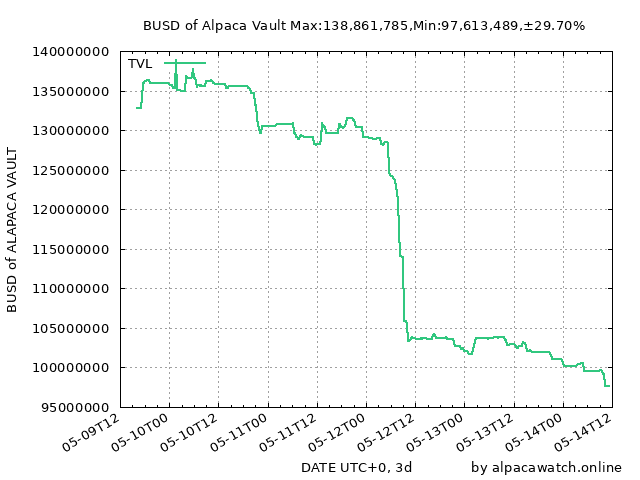 BUSD of Alpaca Vault Max:138,861,785,Min:97,613,489,±29.70%
TVL
BUSD of ALAPACA VAULT
140000000
135000000
130000000
125000000
120000000
115000000
110000000
105000000
100000000
95000000
05-09T12
05-10T00
05-10T12
05-11T00
05-11T12
05-12T00
05-12T12
05-13T00
05-13T12
05-14T00
05-14T12
DATE UTC+0, 3d
by alpacawatch.online